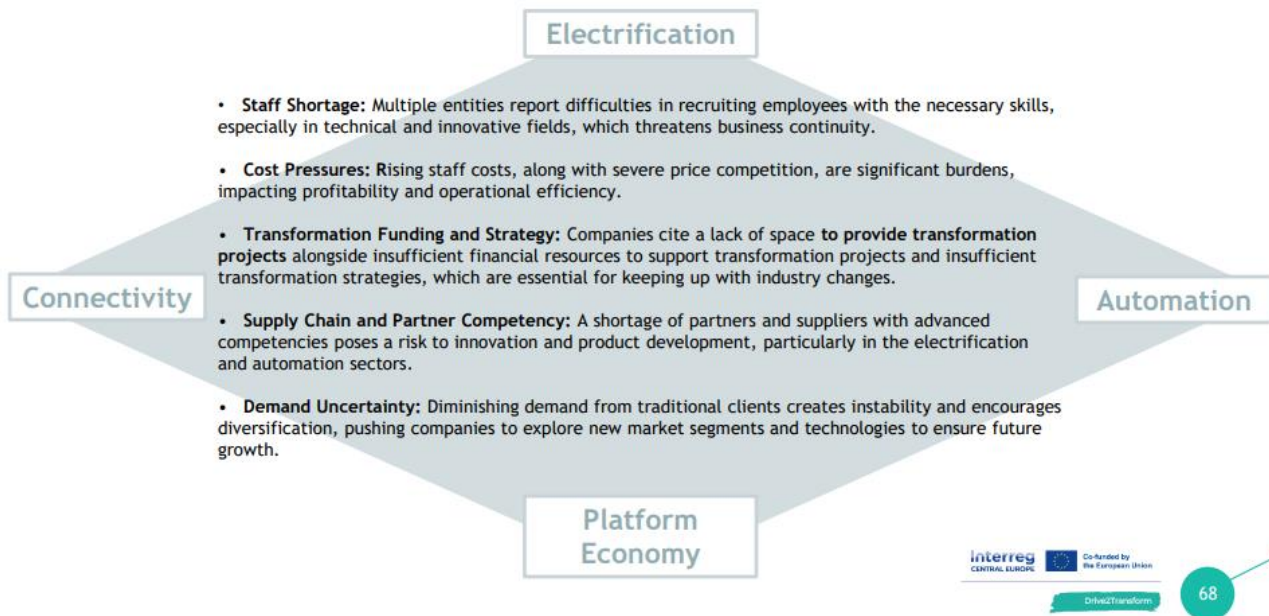 Electrification
• Staff Shortage: Multiple entities report difficulties in recruiting employees with the necessary skills,
especially in technical and innovative fields, which threatens business continuity.
• Cost Pressures: Rising staff costs, along with severe price competition, are significant burdens,
impacting profitability and operational efficiency.
• Transformation Funding and Strategy: Companies cite a lack of space to provide transformation
projects alongside insufficient financial resources to support transformation projects and insufficient
transformation strategies, which are essential for keeping up with industry changes.
Connectivity
Automation
• Supply Chain and Partner Competency: A shortage of partners and suppliers with advanced
competencies poses a risk to innovation and product development, particularly in the electrification
and automation sectors.
• Demand Uncertainty: Diminishing demand from traditional clients creates instability and encourages
diversification, pushing companies to explore new market segments and technologies to ensure future
growth.
Platform
Economy
Interreg
CENTRAL EUROPE
Co-funded by
the European Union
Drive2Transform
68